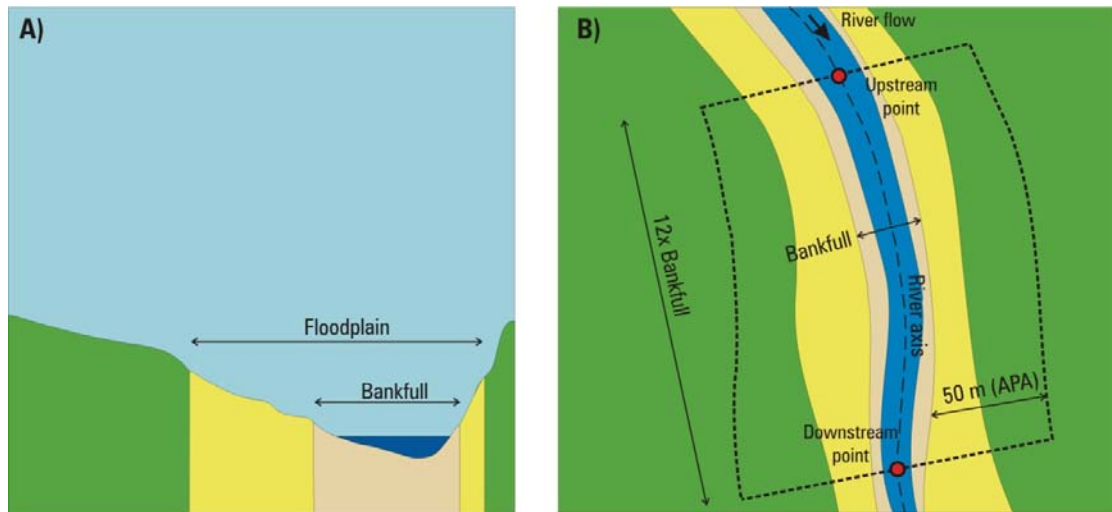 A)
Floodplain
Bankfull
B)
River flow
Upstream
point
12x Bankfull
Bankfull
River axis
50 m (APA)
Downstream
point